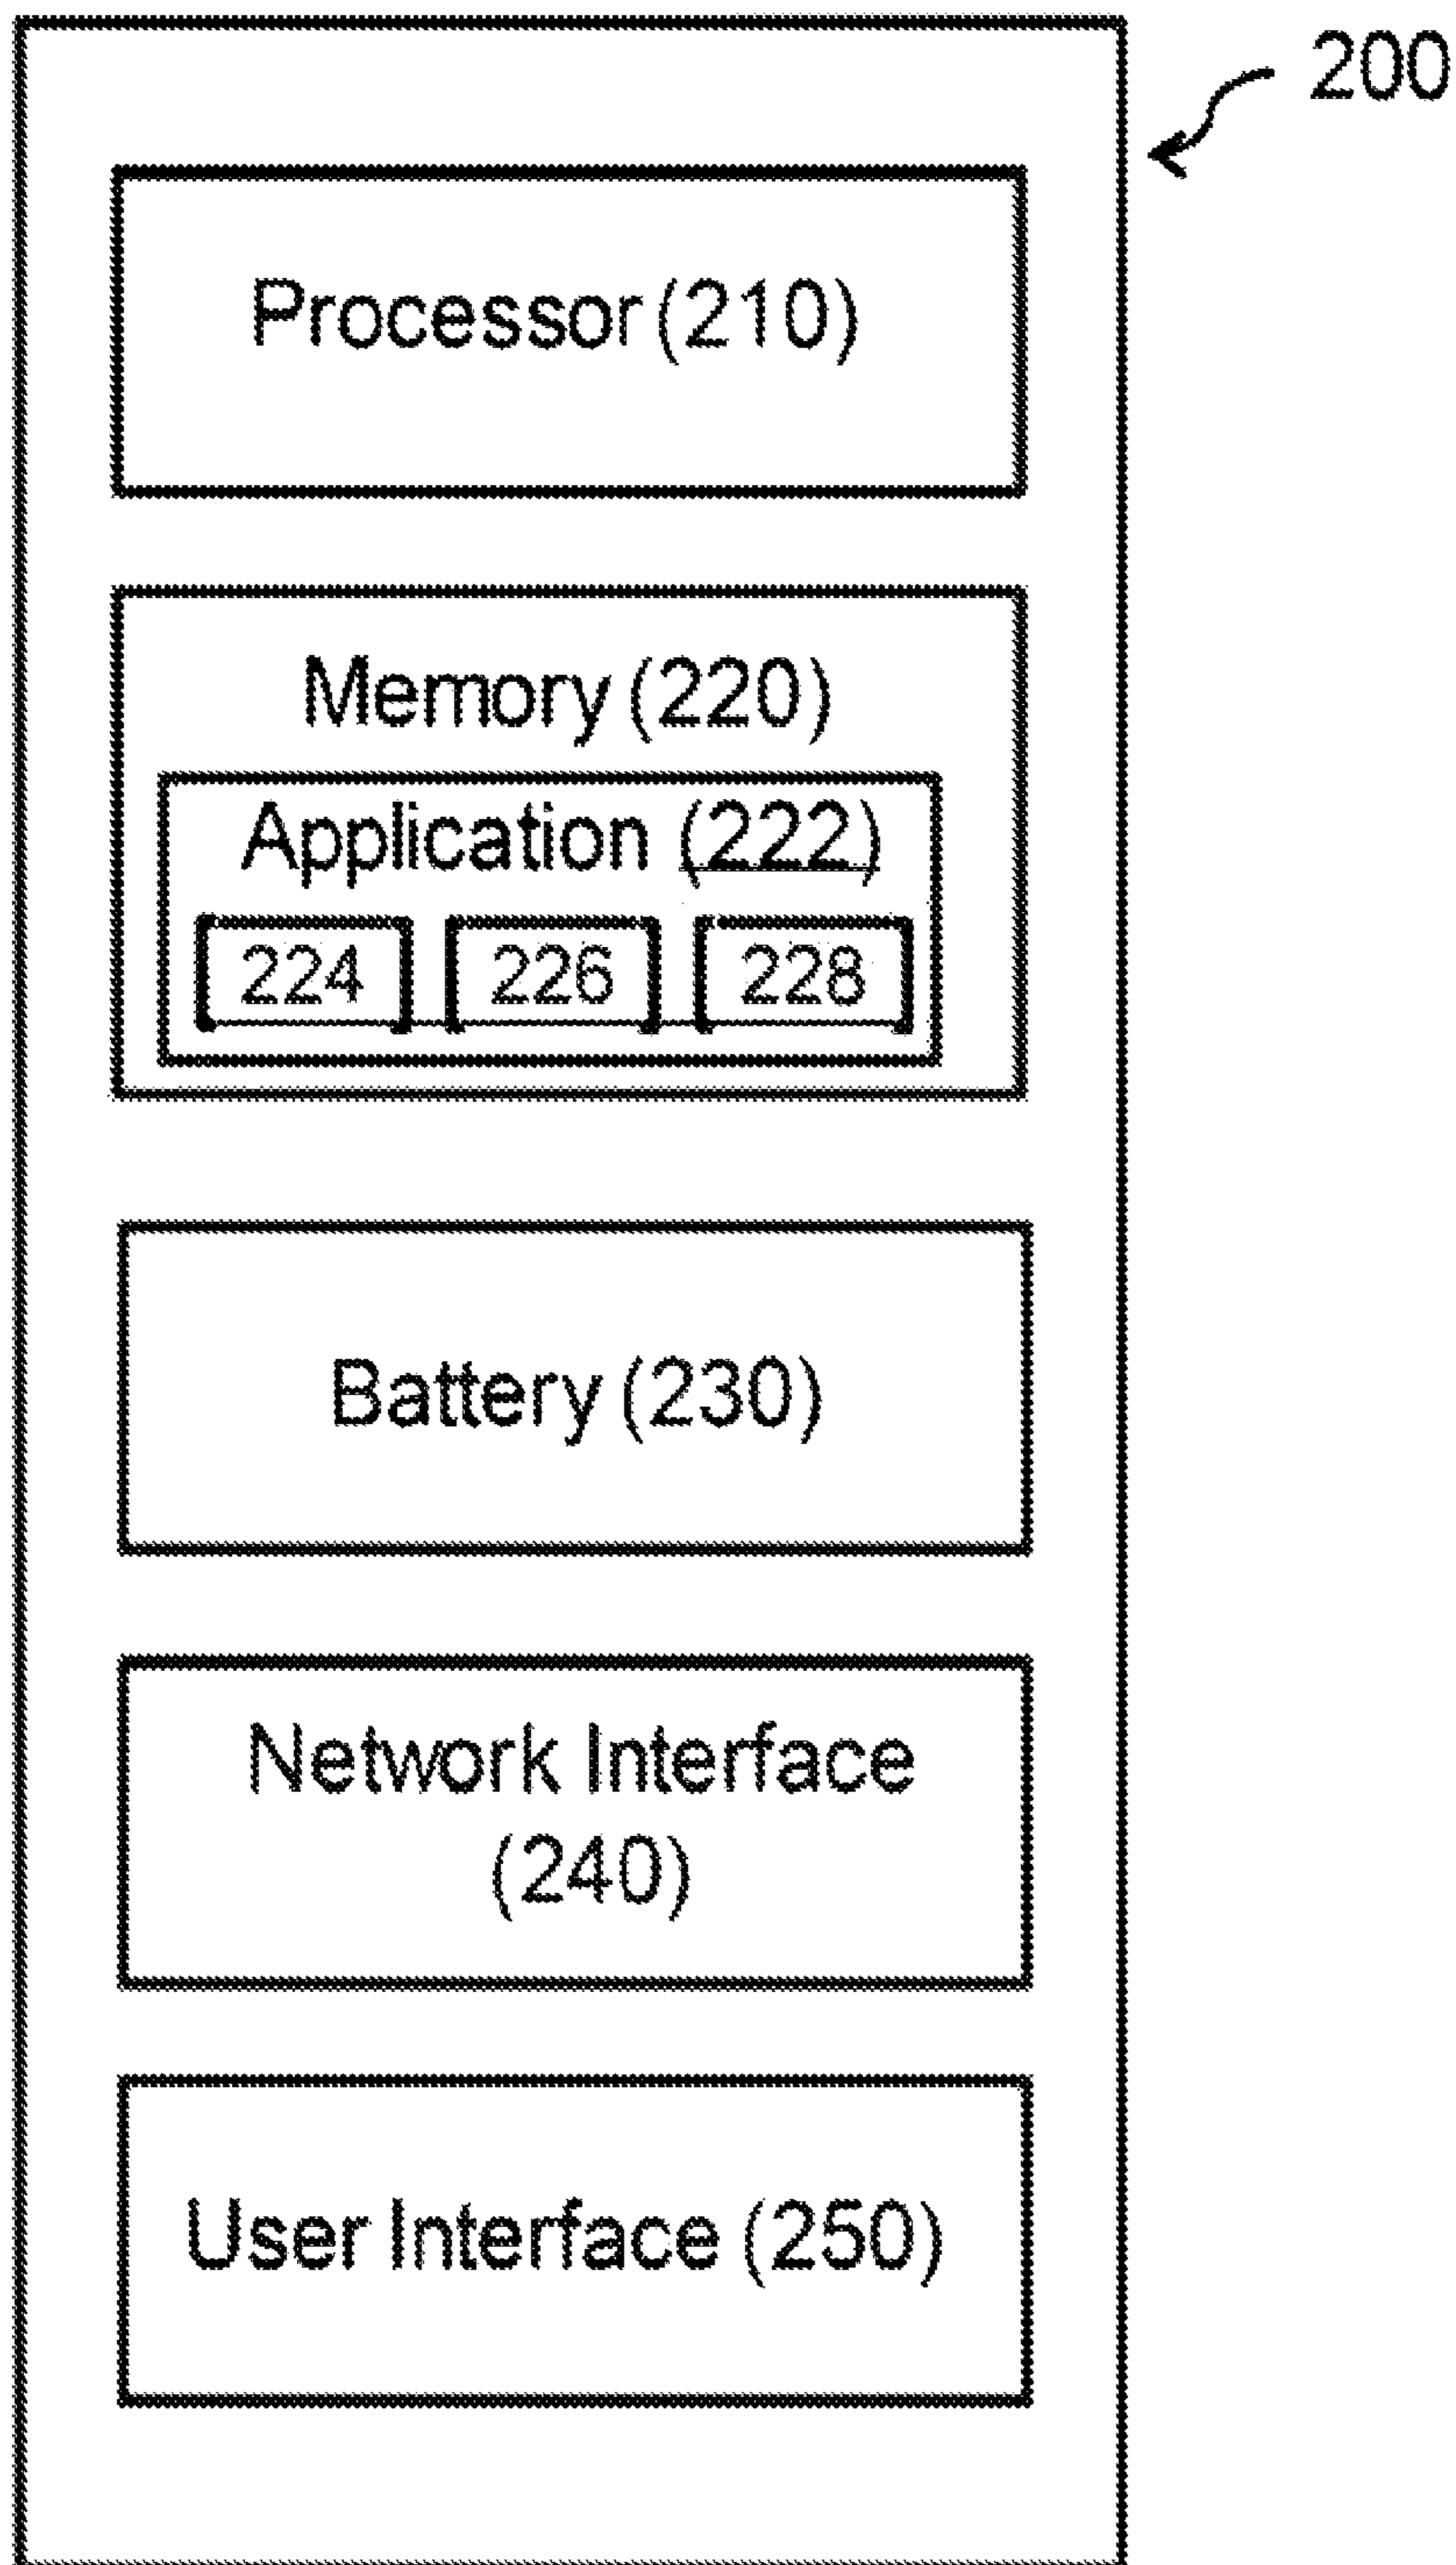 200
Processor (210)
Memory (220)
Application (222)
224 226 228
Battery (230)
Network Interface
(240)
User Interface (250)